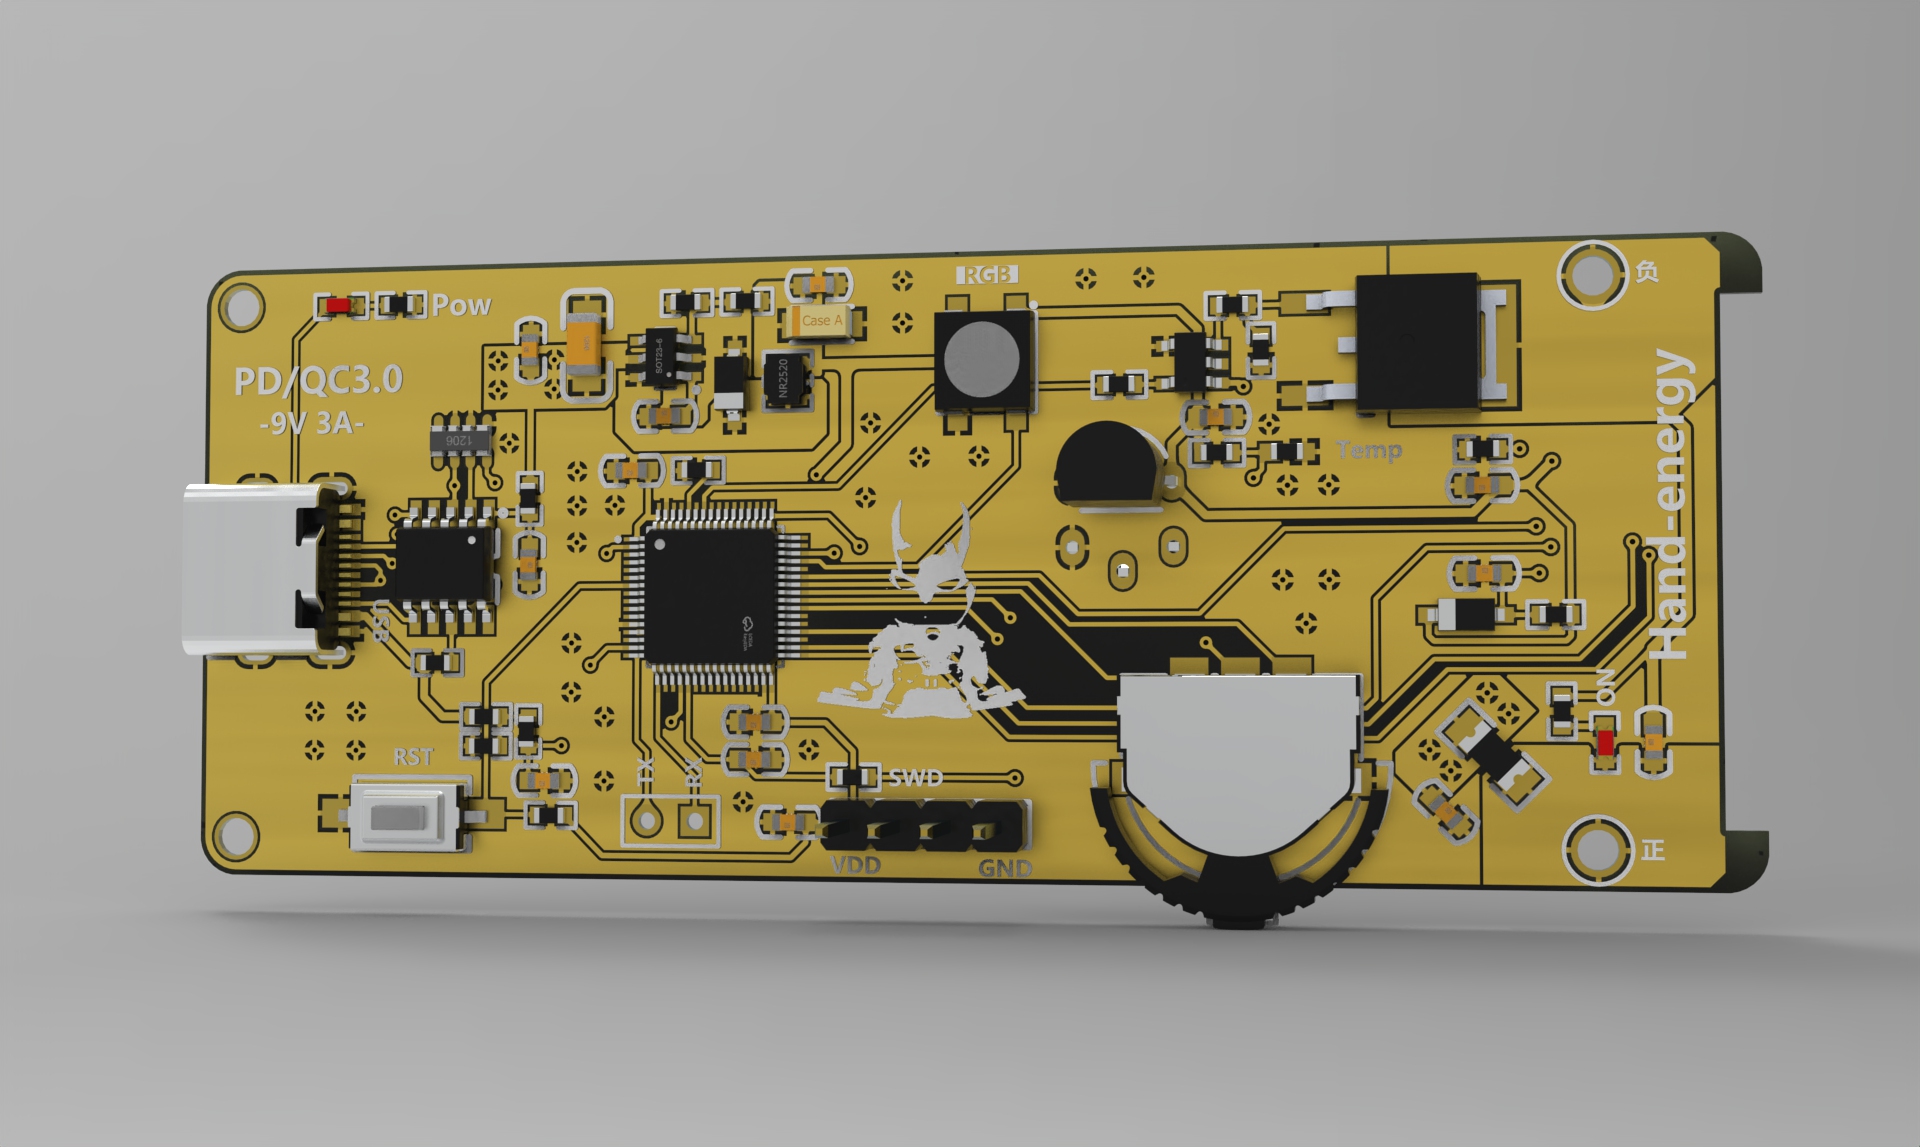 RGB
负
Pow
Case A
SOT23-6
NR2520
PD/QC3.0
-9V 3A-
1206
Temp
Hand-energy
USB
ON
RST
TX
RX
SWD
VDD
GND
正